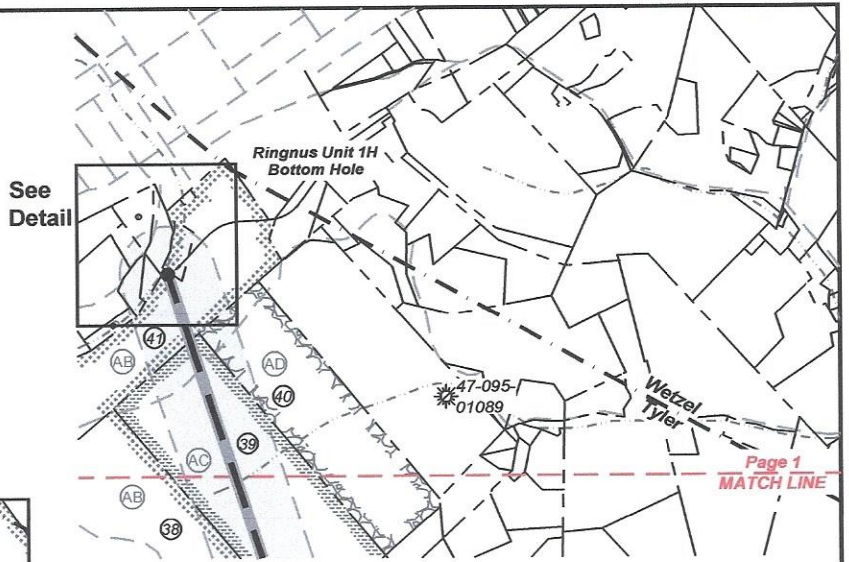 Ringnus Unit 1H
Bottom Hole
See
Detail
41
AB
AD
40
47-095-
01089
Wetzel
Tyler
39
AC
Page 1
MATCH LINE
AB
38